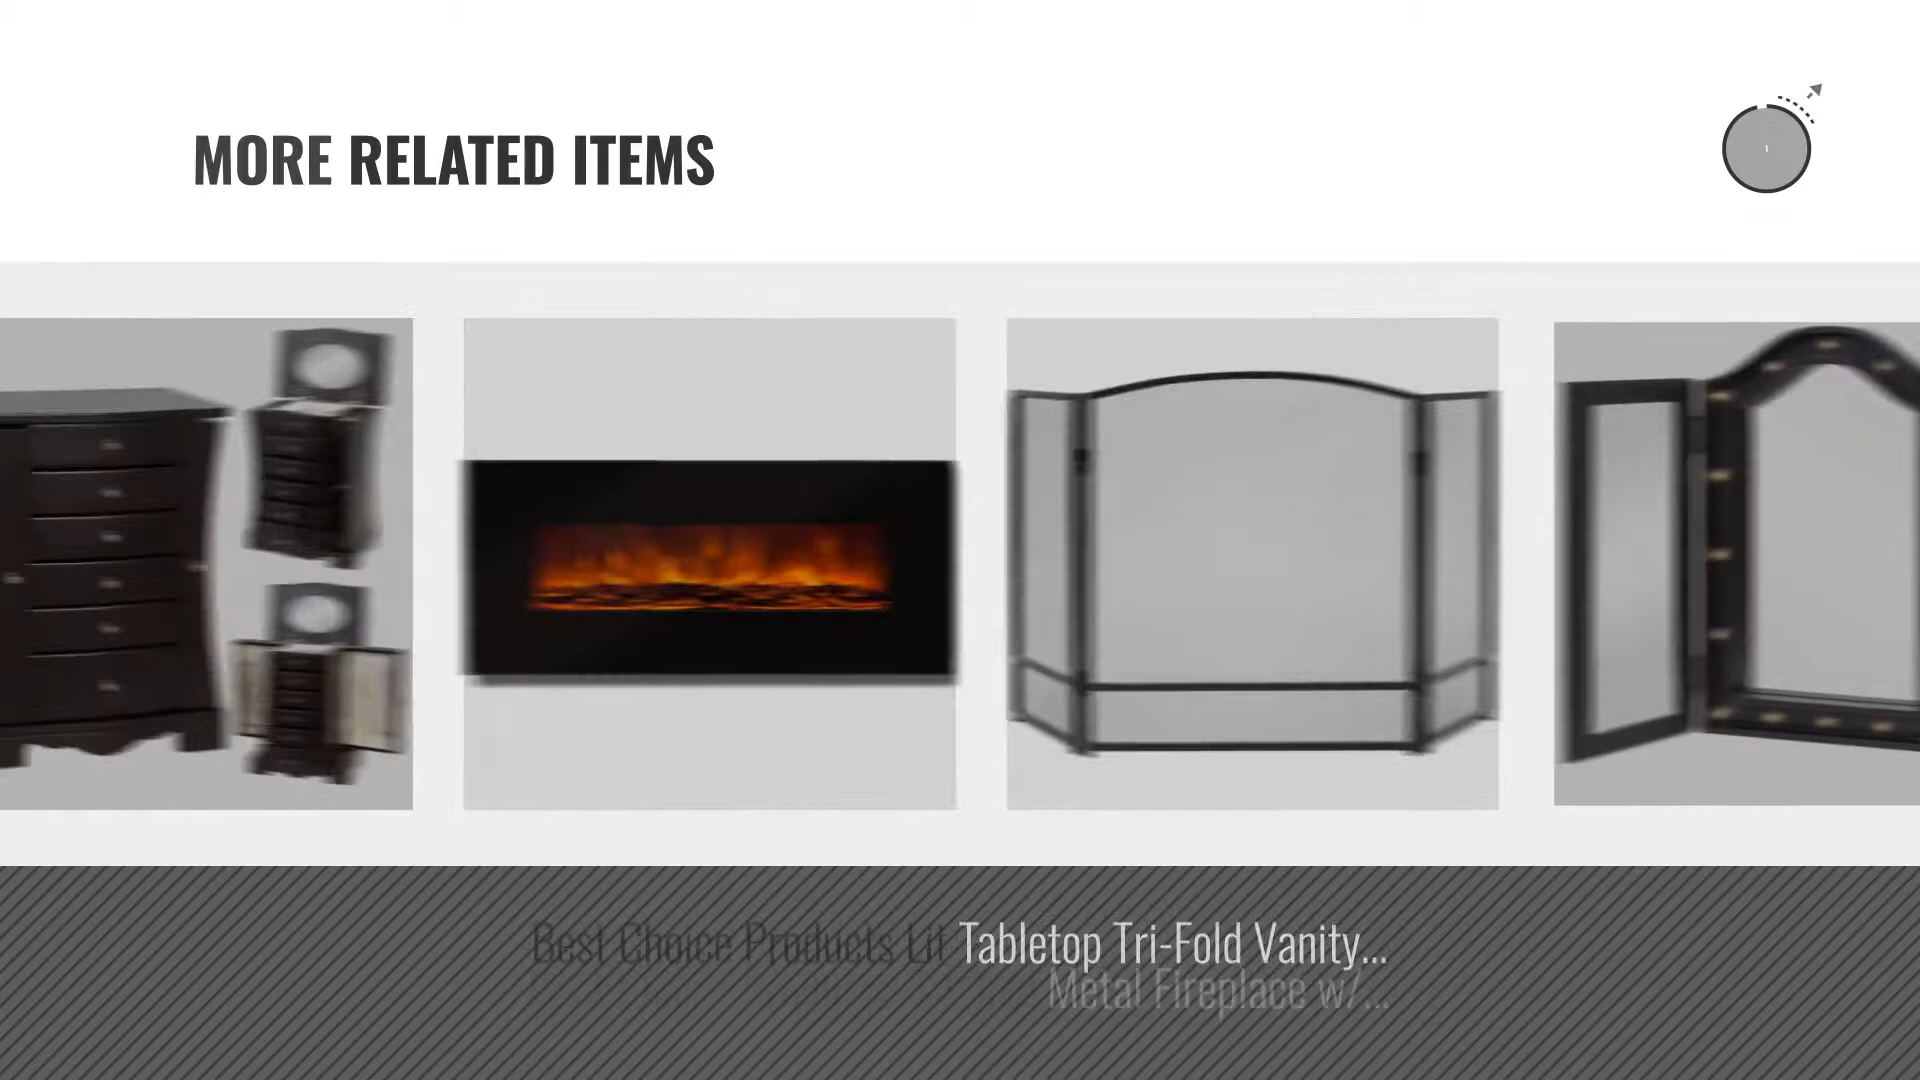 MORE RELATED ITEMS
Best Choice Products Lit Tabletop Tri-Fold Vanity...
Metal Fireplace w/...